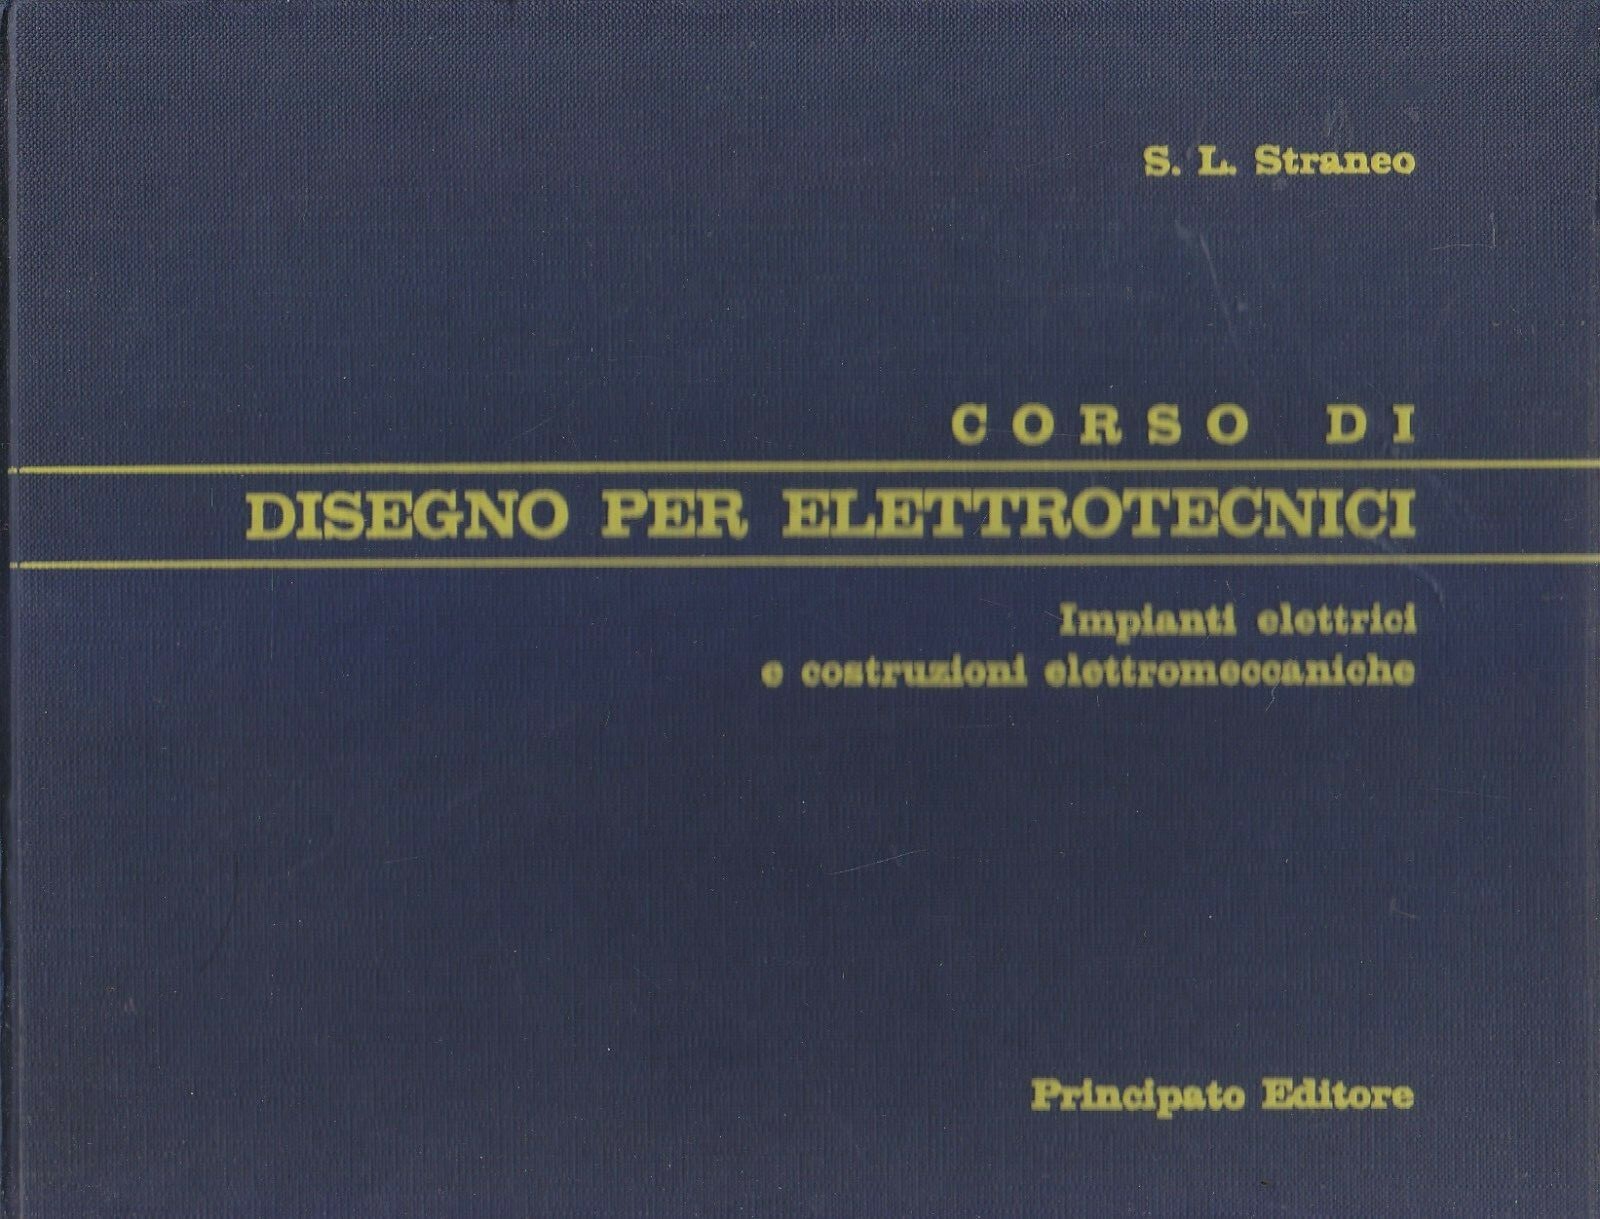 S. L. Straneo
CORSO DI
DISEGNO PER ELETTROTECNICI
Impianti elettrici
e costruzioni elettromeccaniche
Principato Editore